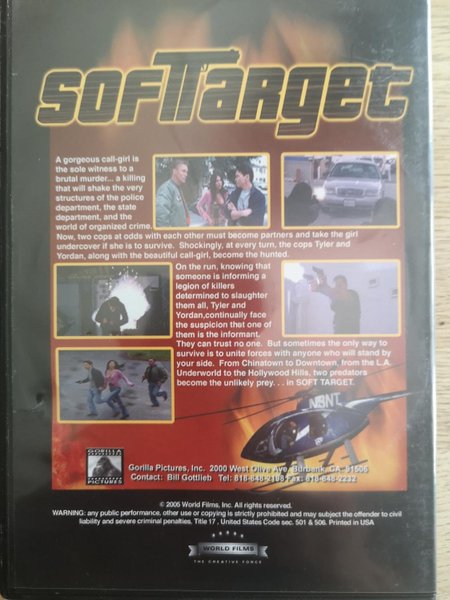 SOFT TARGET
A gorgeous call-girl is
the sole witness to a
brutal murder... a killing
that will shake the very
structures of the police
department, the state
department, and the
world of organized crime.
Now, two cops at odds with each other must become partners and take the girl
undercover if she is to survive. Shockingly, at every turn, the cops Tyler and
Yordan, along with the beautiful call-girl, become the hunted.
On the run, knowing that
someone is informing a
legion of killers
determined to slaughter
them all, Tyler and
Yordan,continually face
the suspicion that one of
them is the informant.
They can trust no one. But sometimes the only way to
survive is to unite forces with anyone who will stand by
your side. From Chinatown to Downtown, from the L.A.
Underworld to the Hollywood Hills, two predators
become the unlikely prey. . . in SOFT TARGET.
GORILLA
PICTURES
Gorilla Pictures, Inc. 2000 West Olive Ave. Burbank, CA 91506
Contact: Bill Gottlieb Tel: 818-848-2198 Fax: 818-848-2232
© 2005 World Films, Inc. All rights reserved.
WARNING: any public performance, other use or copying is strictly prohibited and may subject the offender to civil
liability and severe criminal penalties. Title 17 . United States Code sec. 501 & 506. Printed in USA
WORLD FILMS
THE CREATIVE FORCE